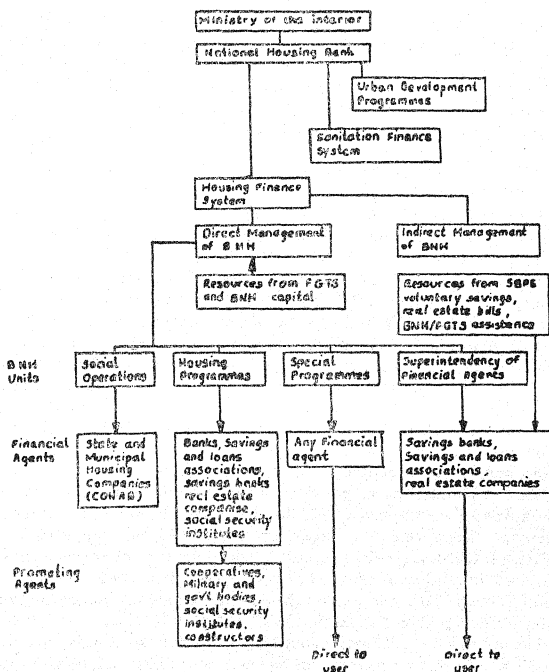 Ministry of the Interior
National Housing Bank
Urban Development
Programmes
Sanitation Finance
System
Housing Finance
System
Direct Management
of BNH
Indirect Management
of BNH
Resources from FGTS
and BNH capital
Resources from SBPE
voluntary savings,
real estate bills,
BNH/FGTS assistance
BNH
Units
Social
Operations
Housing
Programmes
Special
Programmes
Superintendency of
Financial Agents
Financial
Agents
State and
Municipal
Housing
Companies
(COHAB)
Banks, Savings
and loans
associations,
savings banks
real estate
companise,
social security
institutes
Any Financial
agent
Savings banks,
Savings and loans
associations,
real estate companies
Promoting
Agents
Cooperatives,
Military and
gov't bodies,
social security
institutes,
constructors
Direct to
user
Direct to
user